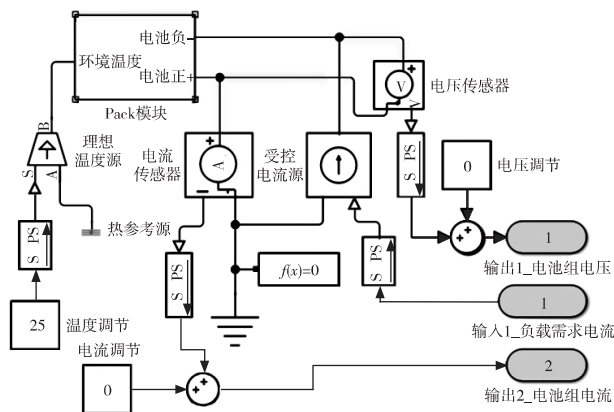 电池负-
环境温度
电池正+
Pack模块
B
S
A
理想
温度源
热参考源
S PS
25
温度调节
电流
传感器
+
A
−
受控
电流源
+
V
V
电压传感器
S PS
0
电压调节
++
1
输出1_电池组电压
S PS
f(x)=0
S PS
1
输入1_负载需求电流
电流调节
0
++
2
输出2_电池组电流